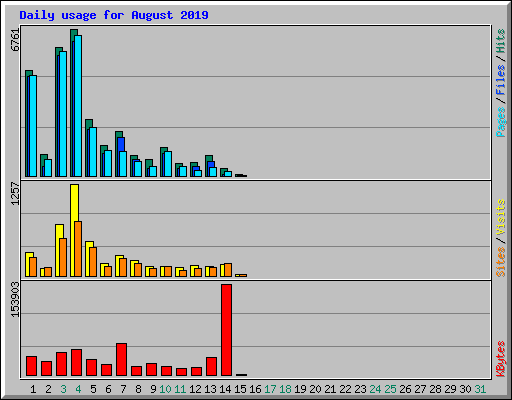 Daily usage for August 2019
6761
Pages / Files / Hits
1257
Sites / Visits
153903
KBytes
1 2 3 4 5 6 7 8 9 10 11 12 13 14 15 16 17 18 19 20 21 22 23 24 25 26 27 28 29 30 31